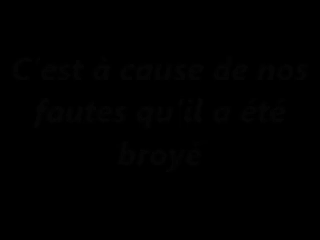 C'est à cause de nos
fautes qu'il a été
broyé